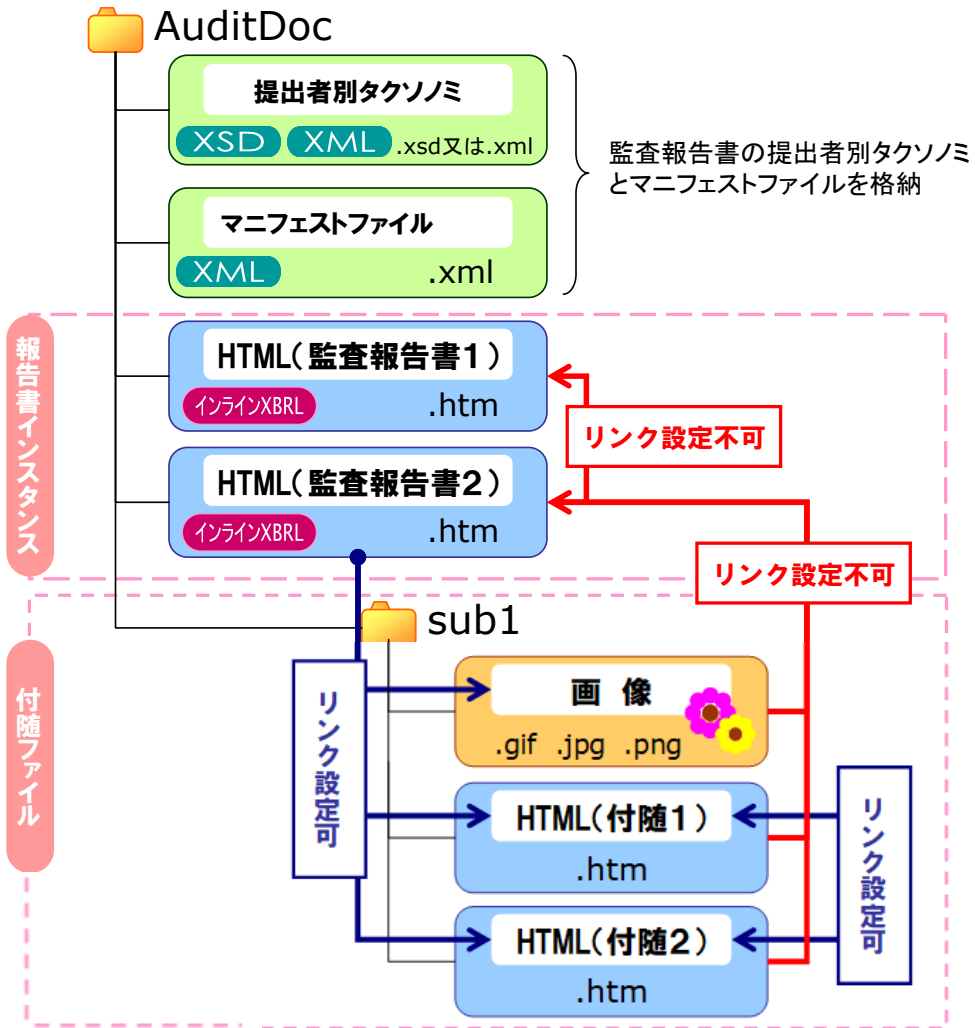 AuditDoc
提出者別タクソノミ
XSD XML .xsd又は.xml
監査報告書の提出者別タクソノミ
とマニフェストファイルを格納
マニフェストファイル
XML .xml
報告書インスタンス
HTML(監査報告書1)
インラインXBRL .htm
リンク設定不可
HTML(監査報告書2)
インラインXBRL .htm
リンク設定不可
付随ファイル
sub1
リンク設定可
画 像
.gif .jpg .png
HTML(付随1)
.htm
リンク設定可
HTML(付随2)
.htm